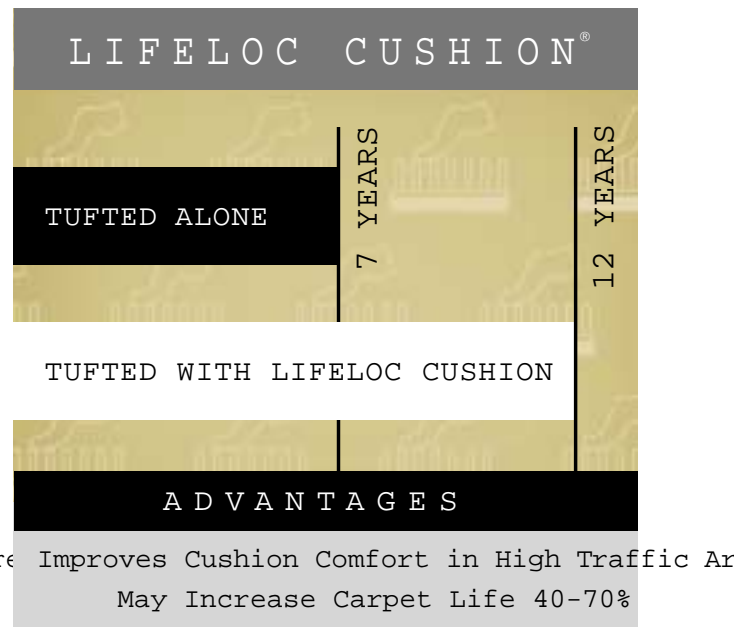 LIFELOC CUSHION®
TUFTED ALONE
7 YEARS
12 YEARS
TUFTED WITH LIFELOC CUSHION
ADVANTAGES
Improves Cushion Comfort in High Traffic
May Increase Carpet Life 40-70%